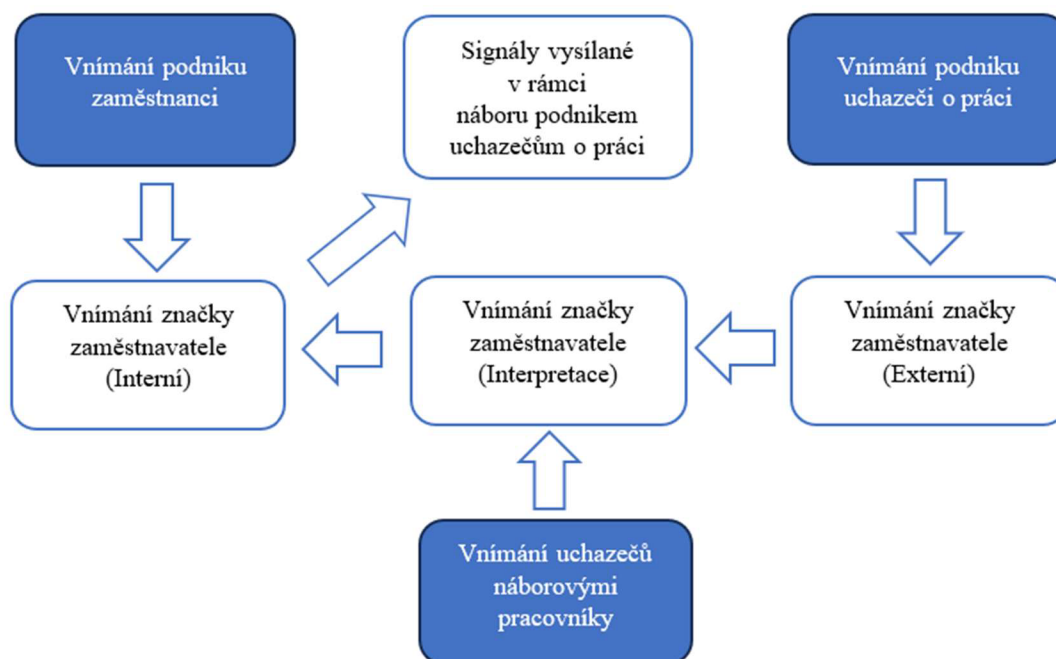 Vnímání podniku
zaměstnanci
Signály vysílané
v rámci
náboru podnikem
uchazečům o práci
Vnímání podniku
uchazeči o práci
Vnímání značky
zaměstnavatele
(Interní)
Vnímání značky
zaměstnavatele
(Interpretace)
Vnímání značky
zaměstnavatele
(Externí)
Vnímání uchazečů
náborovými
pracovníky